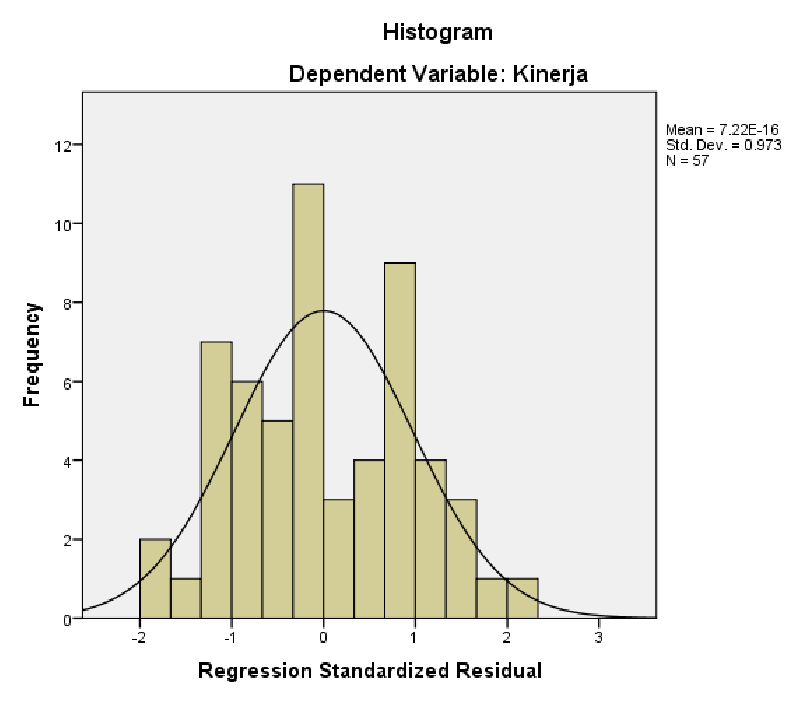 Histogram
Dependent Variable: Kinerja
Mean = 7.22E-16
Std. Dev. = 0.973
N = 57
12
10
8
6
4
2
0
Frequency
-2 -1 0 1 2 3
Regression Standardized Residual